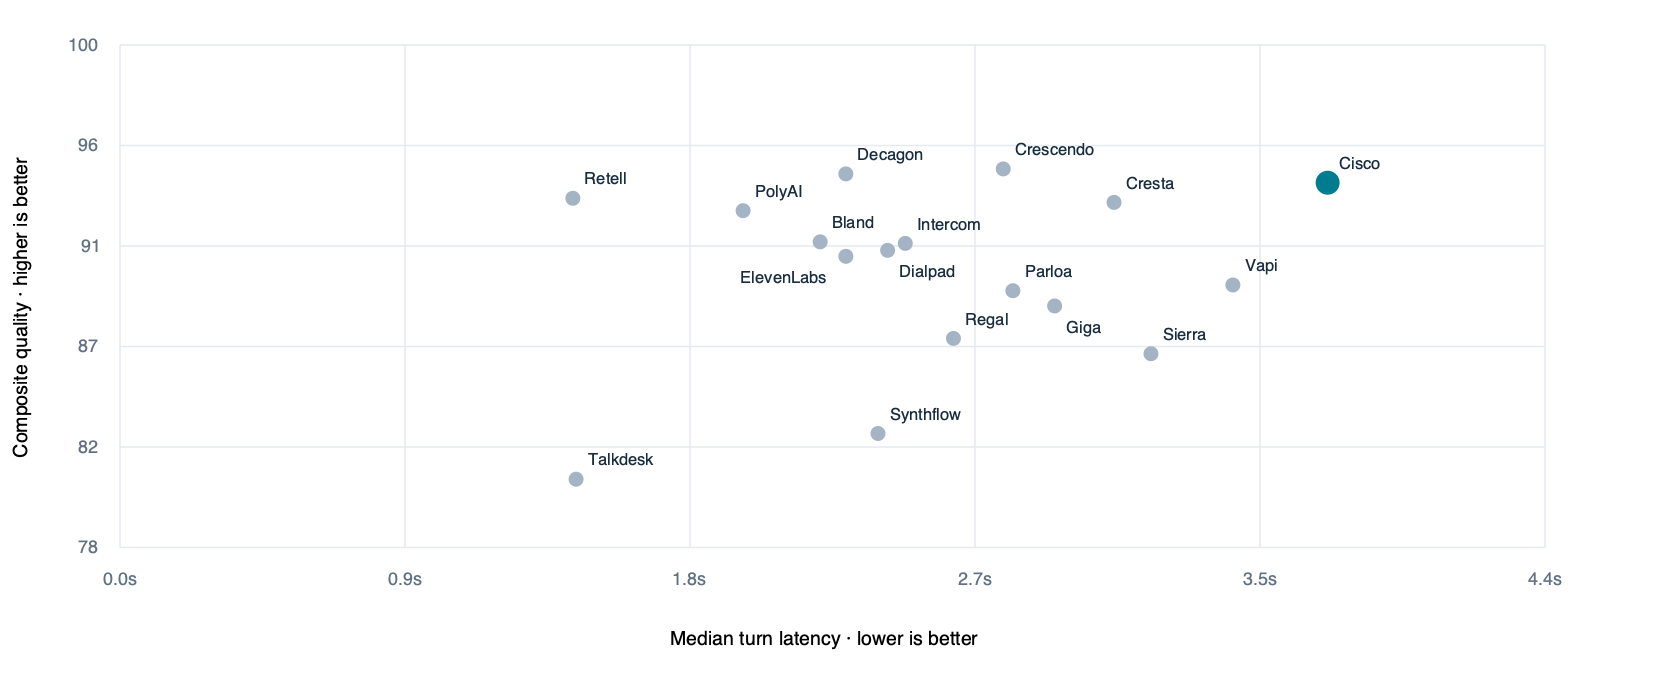 100
96
91
87
82
78
Composite quality · higher is better
Crescendo
Decagon
Cisco
Retell
Cresta
PolyAI
Bland
Intercom
Vapi
Dialpad
Parloa
ElevenLabs
Regal
Giga
Sierra
Synthflow
Talkdesk
0.0s
0.9s
1.8s
2.7s
3.5s
4.4s
Median turn latency · lower is better